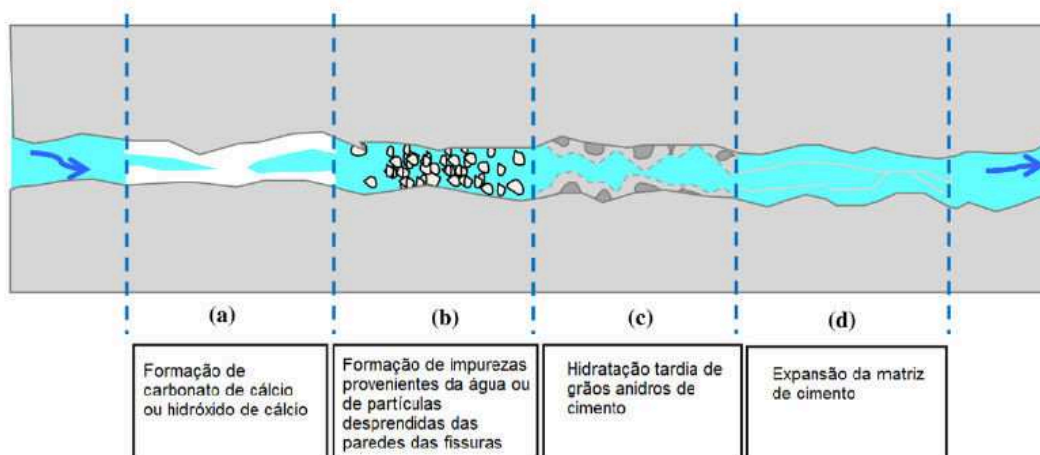 (a)
(b)
(c)
(d)
Formação de
carbonato de cálcio
ou hidróxido de cálcio
Formação de impurezas
provenientes da água ou
de partículas
desprendidas das
paredes das fissuras
Hidratação tardia de
grãos anidros de
cimento
Expansão da matriz
de cimento